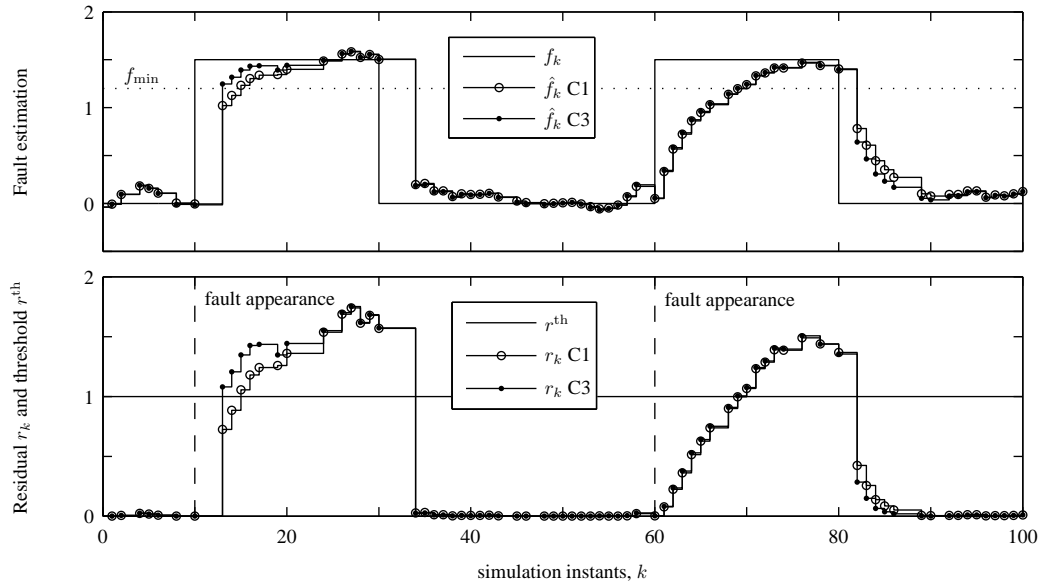 2
1
0
Fault estimation
f_min
f_k
f̂_k C1
f̂_k C3
2
1
0
Residual r_k and threshold r^th
fault appearance
fault appearance
r^th
r_k C1
r_k C3
0 20 40 60 80 100
simulation instants, k